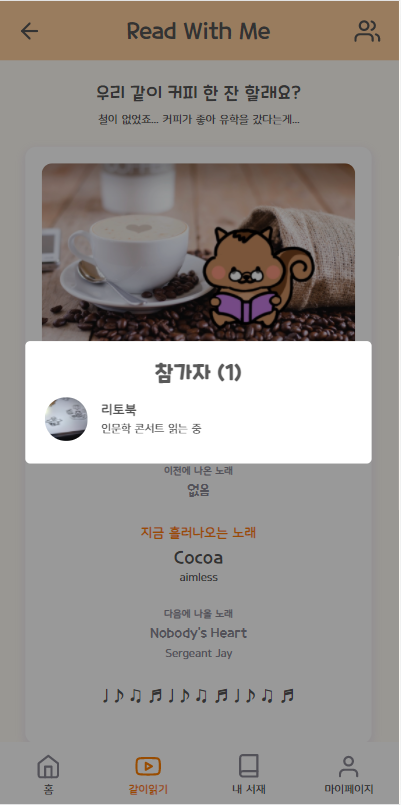 Read With Me
우리 같이 커피 한 잔 할래요?
철이 없었죠... 커피가 좋아 유학을 갔다는게...
참가자 (1)
리토북
인문학 콘서트 읽는 중
이전에 나온 노래
없음
지금 흘러나오는 노래
Cocoa
aimless
다음에 나올 노래
Nobody's Heart
Sergeant Jay
♩♪♫♬♩♪♫♬♩♪♫♬
홈
같이읽기
내 서재
마이페이지